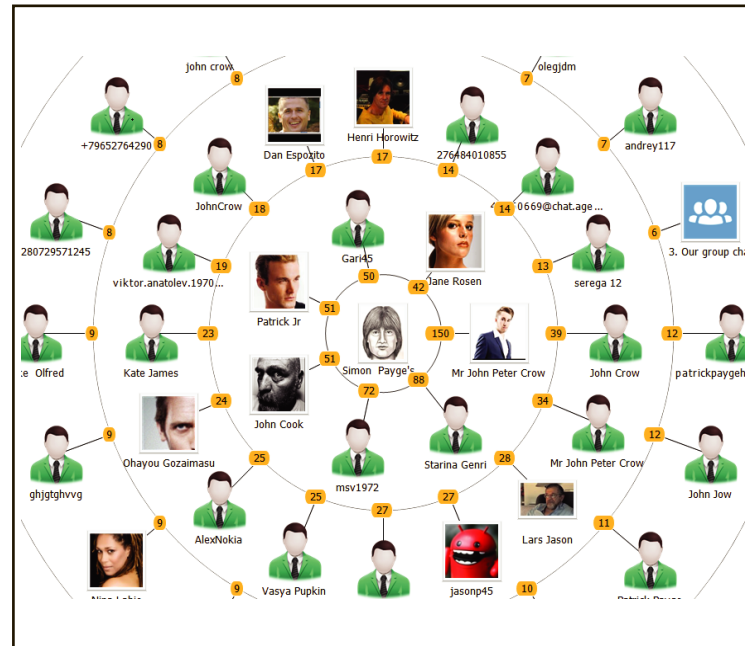 john crow
8
7
olegjdm
+79652764290
8
Dan Espozito
17
Henri Horowitz
17
276484010855
14
7
andrey117
JohnCrow
18
0669@chat.age ...
14
280729571245
8
viktor.anatolev.1970...
19
Gari45
50
Jane Rosen
42
serega 12
13
6
3. Our group cha
Patrick Jr
51
Simon Payge's
150
Mr John Peter Crow
39
John Crow
12
patrickpaygeh
Olfred
9
Kate James
23
John Cook
51
72
88
Ohayou Gozaimasu
24
Starina Genri
34
Mr John Peter Crow
12
John Jow
ghjgtghvvg
9
msv1972
AlexNokia
25
28
Lars Jason
9
25
Vasya Pupkin
27
27
jasonp45
11
9
10